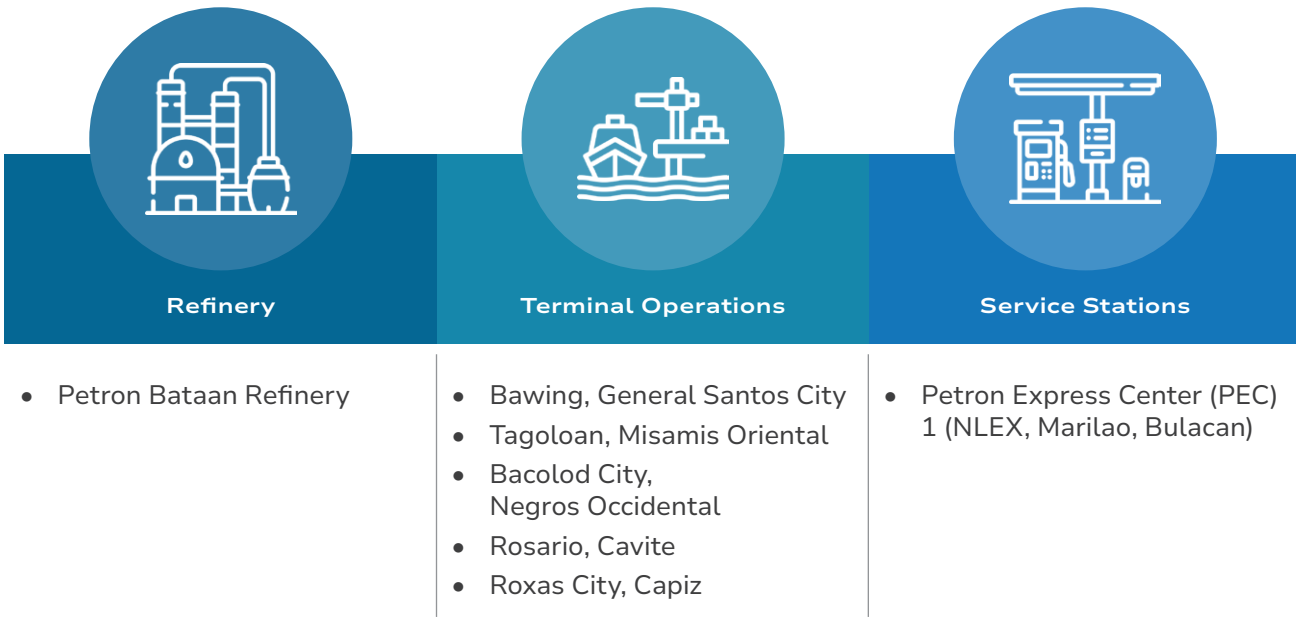 Refinery
• Petron Bataan Refinery
Terminal Operations
• Bawing, General Santos City
• Tagoloan, Misamis Oriental
• Bacolod City,
Negros Occidental
• Rosario, Cavite
• Roxas City, Capiz
Service Stations
• Petron Express Center (PEC)
1 (NLEX, Marilao, Bulacan)